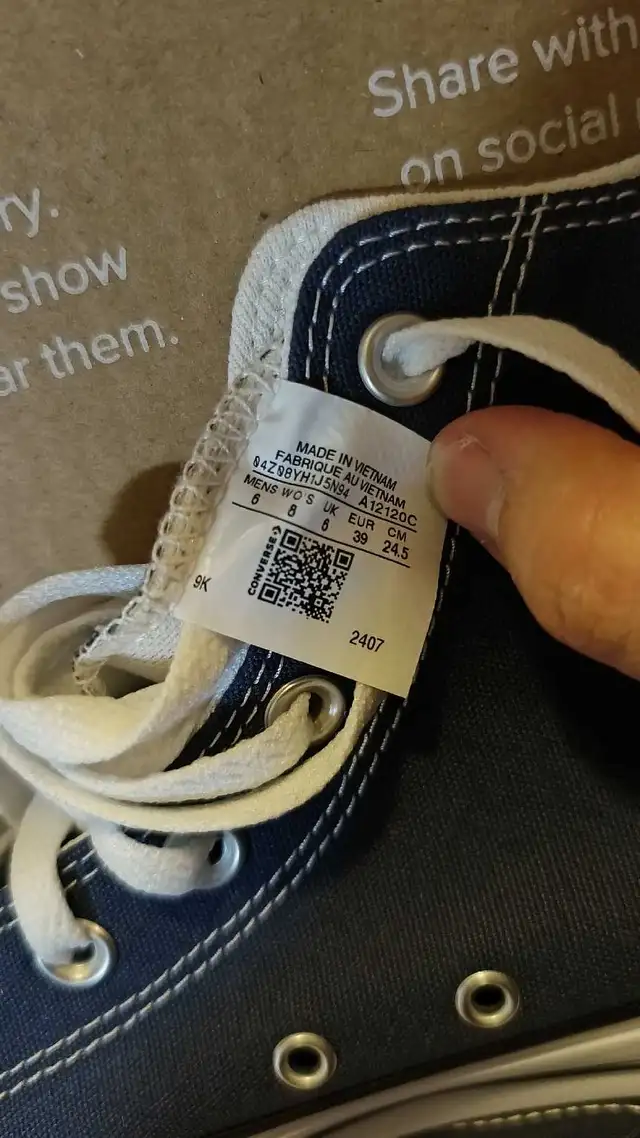 Share with
on social
ry.
show
ar them.
MADE IN VIETNAM
FABRIQUE AU VIETNAM
04Z08YH1J5N94 A12120C
MENS WO'S UK EUR CM
6 8 6 39 24.5
CONVERSE
9K
2407